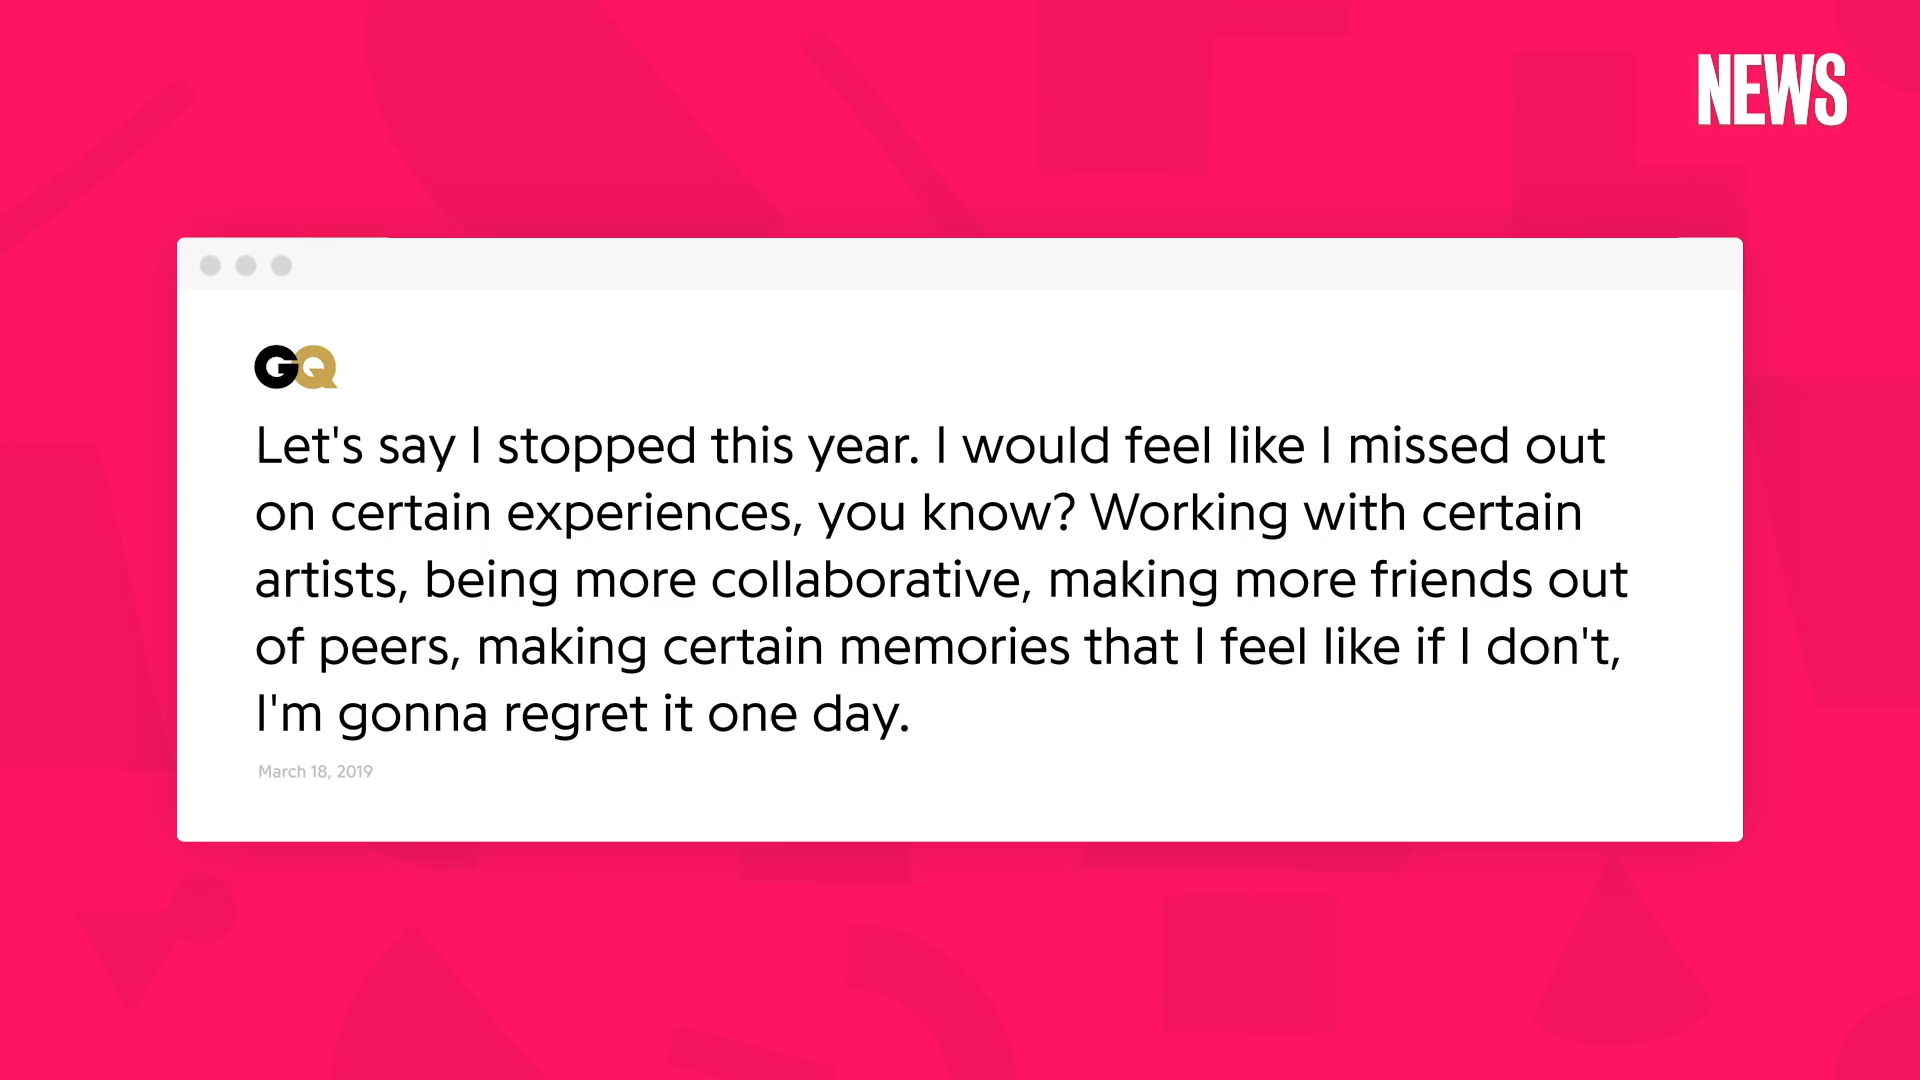 NEWS
GQ
Let's say I stopped this year. I would feel like I missed out
on certain experiences, you know? Working with certain
artists, being more collaborative, making more friends out
of peers, making certain memories that I feel like if I don't,
I'm gonna regret it one day.
March 18, 2019